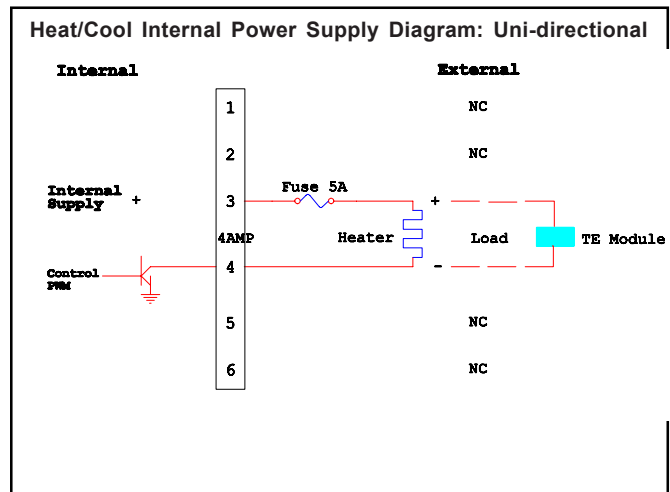 Heat/Cool Internal Power Supply Diagram: Uni-directional
Internal External
1 NC
2 NC
Fuse 5A
Internal Supply + 3 +
4AMP Heater Load TE Module
Control PWM 4 -
5 NC
6 NC